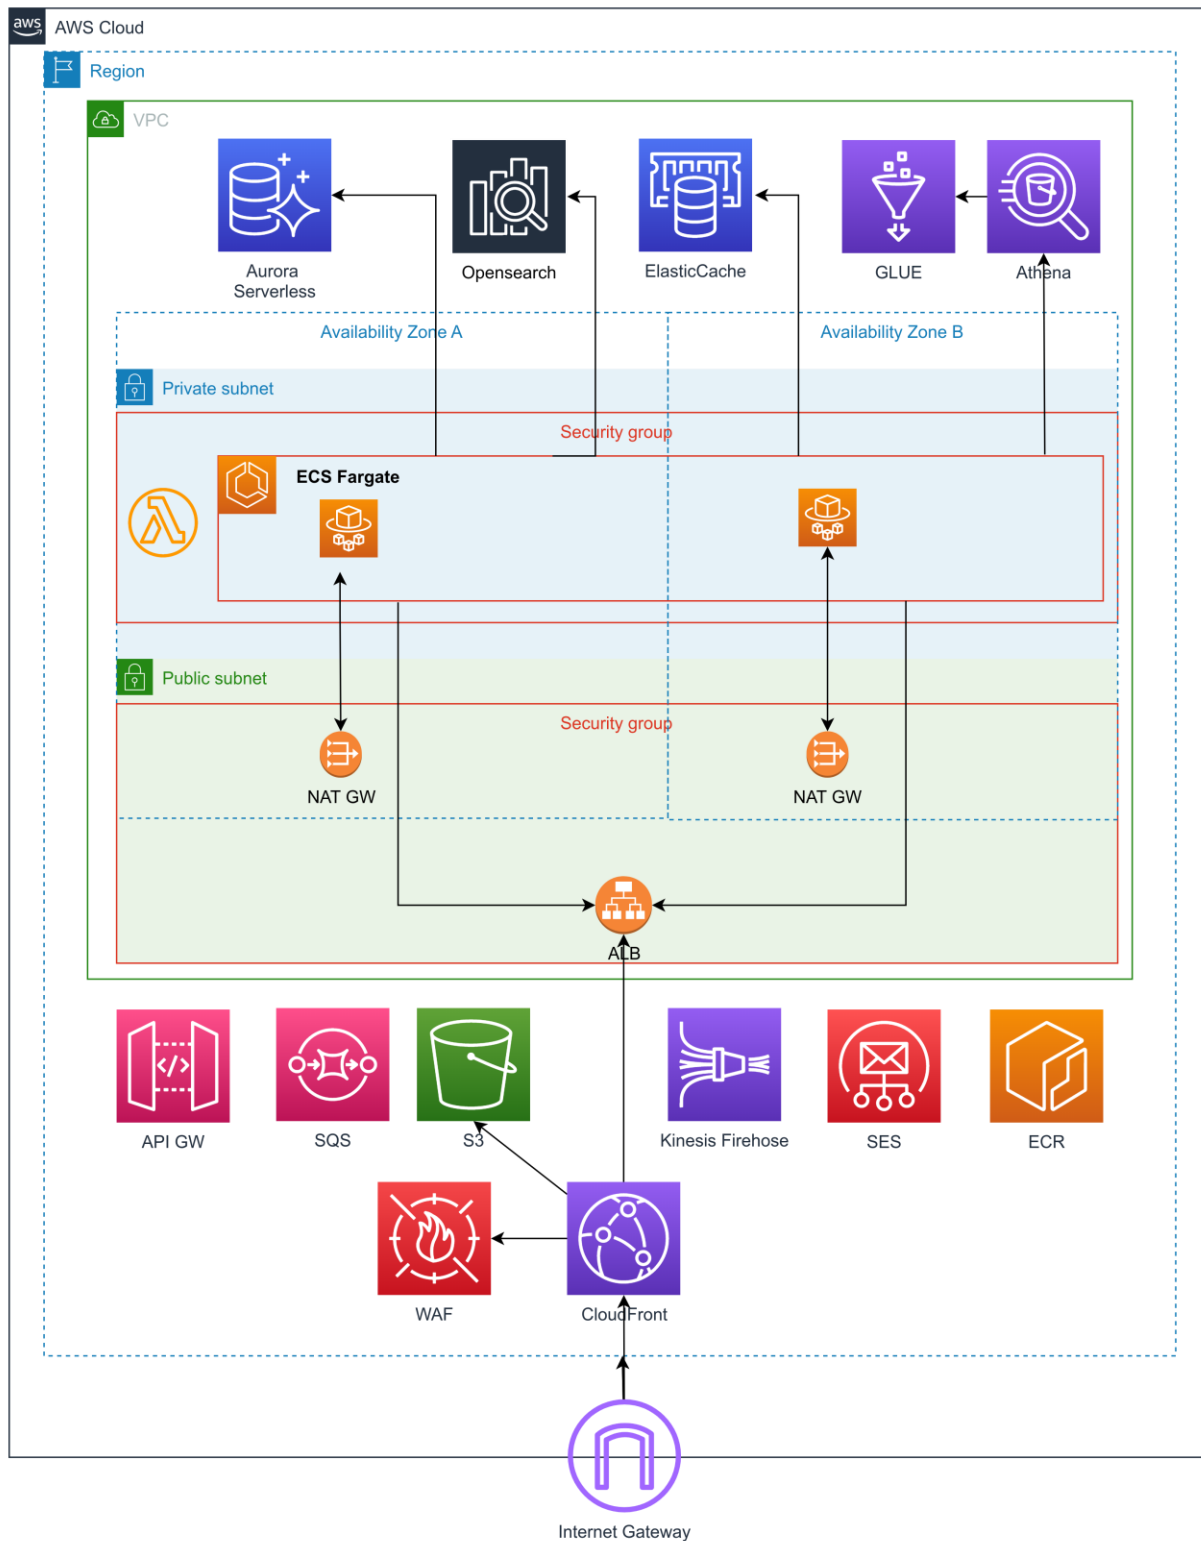 aws
AWS Cloud
Region
VPC
Aurora
Serverless
Opensearch
ElasticCache
GLUE
Athena
Availability Zone A
Availability Zone B
Private subnet
Security group
ECS Fargate
Public subnet
Security group
NAT GW
NAT GW
ALB
API GW
SQS
S3
Kinesis Firehose
SES
ECR
WAF
CloudFront
Internet Gateway